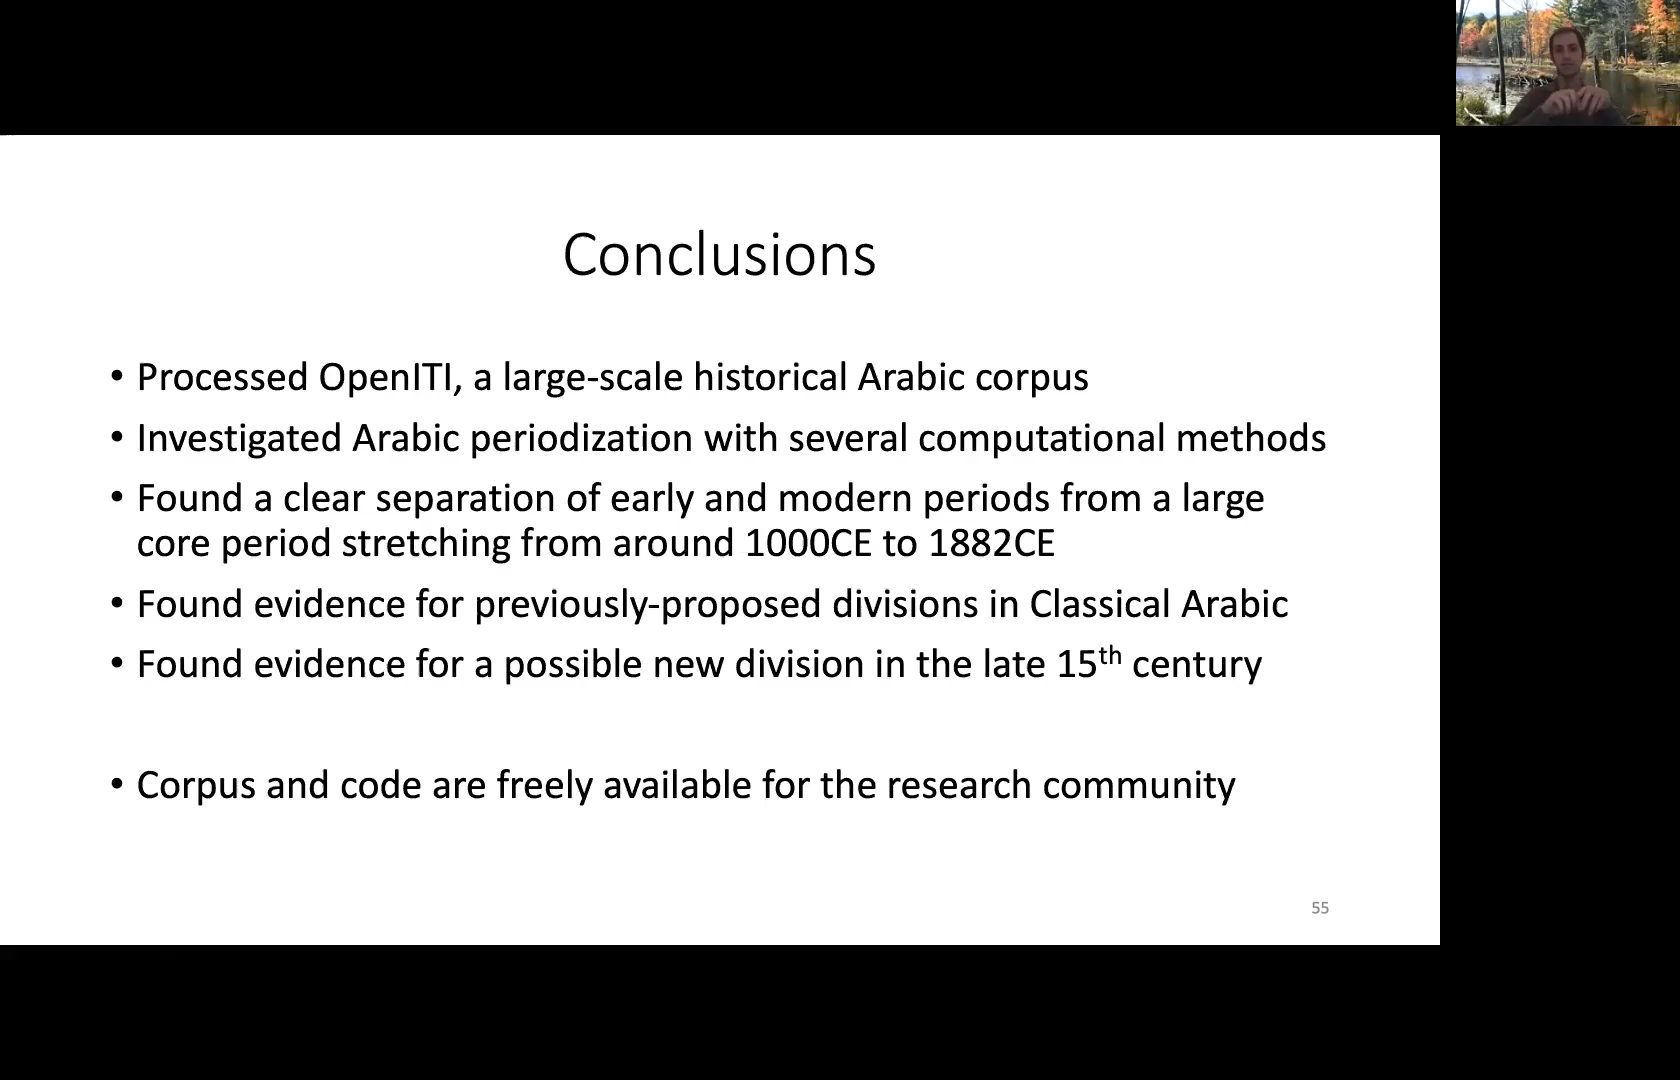 Conclusions
• Processed OpenITI, a large-scale historical Arabic corpus
• Investigated Arabic periodization with several computational methods
• Found a clear separation of early and modern periods from a large
core period stretching from around 1000CE to 1882CE
• Found evidence for previously-proposed divisions in Classical Arabic
• Found evidence for a possible new division in the late 15th century
• Corpus and code are freely available for the research community
55